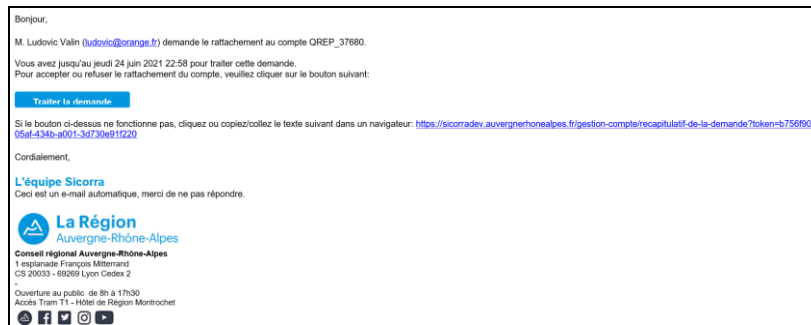 Bonjour,
M. Ludovic Valin (ludovic@orange.fr) demande le rattachement au compte QREP_37680.
Vous avez jusqu'au jeudi 24 juin 2021 22:58 pour traiter cette demande.
Pour accepter ou refuser le rattachement du compte, veuillez cliquer sur le bouton suivant:
Traiter la demande
Si le bouton ci-dessus ne fonctionne pas, cliquez ou copiez/collez le texte suivant dans un navigateur: https://sicorradev.auvergnerhonealpes.fr/gestion-compte/recapitulatif-de-la-demande?token=b756f90
05af-434b-a001-3d730e91f220
Cordialement,
L'équipe Sicorra
Ceci est un e-mail automatique, merci de ne pas répondre.
La Région
Auvergne-Rhône-Alpes
Conseil régional Auvergne-Rhône-Alpes
1 esplanade François Mitterrand
CS 20033 - 69269 Lyon Cedex 2
-
Ouverture au public de 8h à 17h30
Accès Tram T1 - Hôtel de Région Montrochet